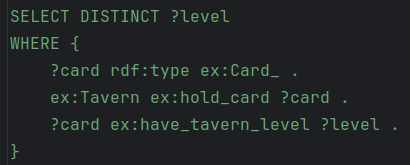 SELECT DISTINCT ?level
WHERE {
    ?card rdf:type ex:Card_ .
    ex:Tavern ex:hold_card ?card .
    ?card ex:have_tavern_level ?level .
}